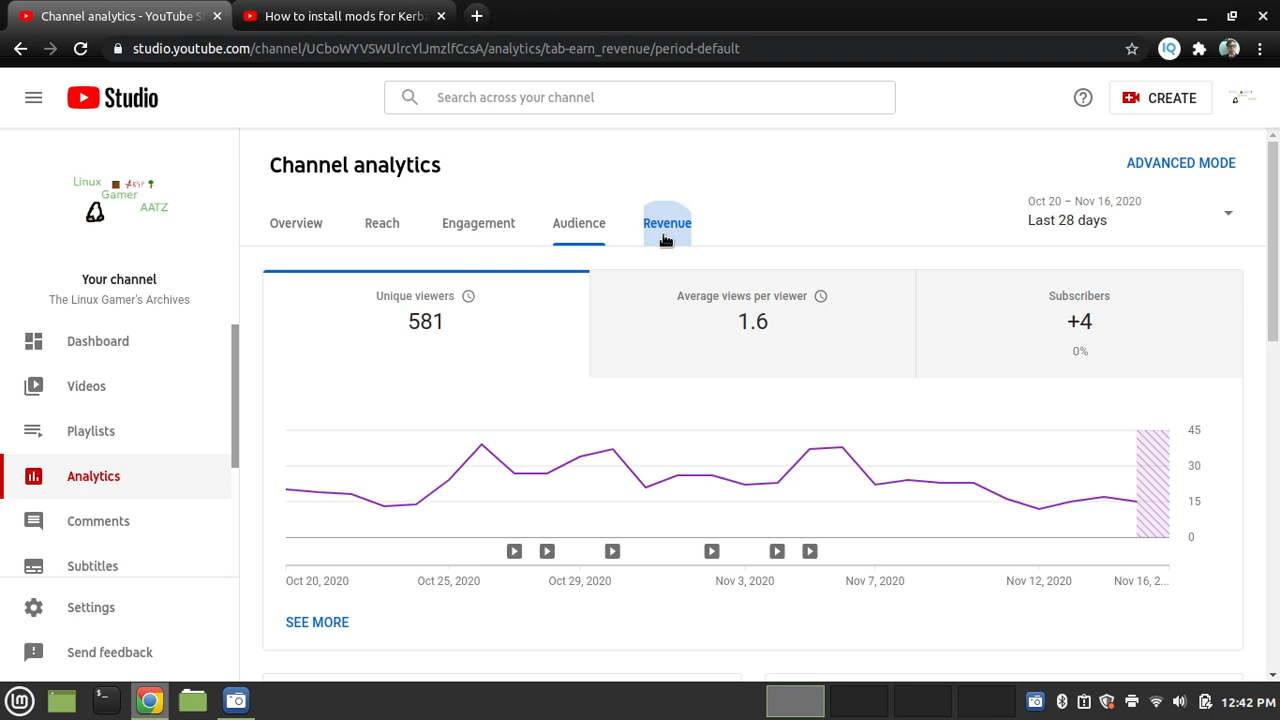 Channel analytics - YouTube St
How to install mods for Kerba
studio.youtube.com/channel/UCboWYVSWUlrcYlJmzlfCcsA/analytics/tab-earn_revenue/period-default
IQ
Studio
Search across your channel
CREATE
Linux
KSP
Gamer
AATZ
Your channel
The Linux Gamer's Archives
Dashboard
Videos
Playlists
Analytics
Comments
Subtitles
Settings
Send feedback
Channel analytics
ADVANCED MODE
Overview
Reach
Engagement
Audience
Revenue
Oct 20 – Nov 16, 2020
Last 28 days
Unique viewers
581
Average views per viewer
1.6
Subscribers
+4
0%
45
30
15
0
Oct 20, 2020
Oct 25, 2020
Oct 29, 2020
Nov 3, 2020
Nov 7, 2020
Nov 12, 2020
Nov 16, 2...
SEE MORE
12:42 PM